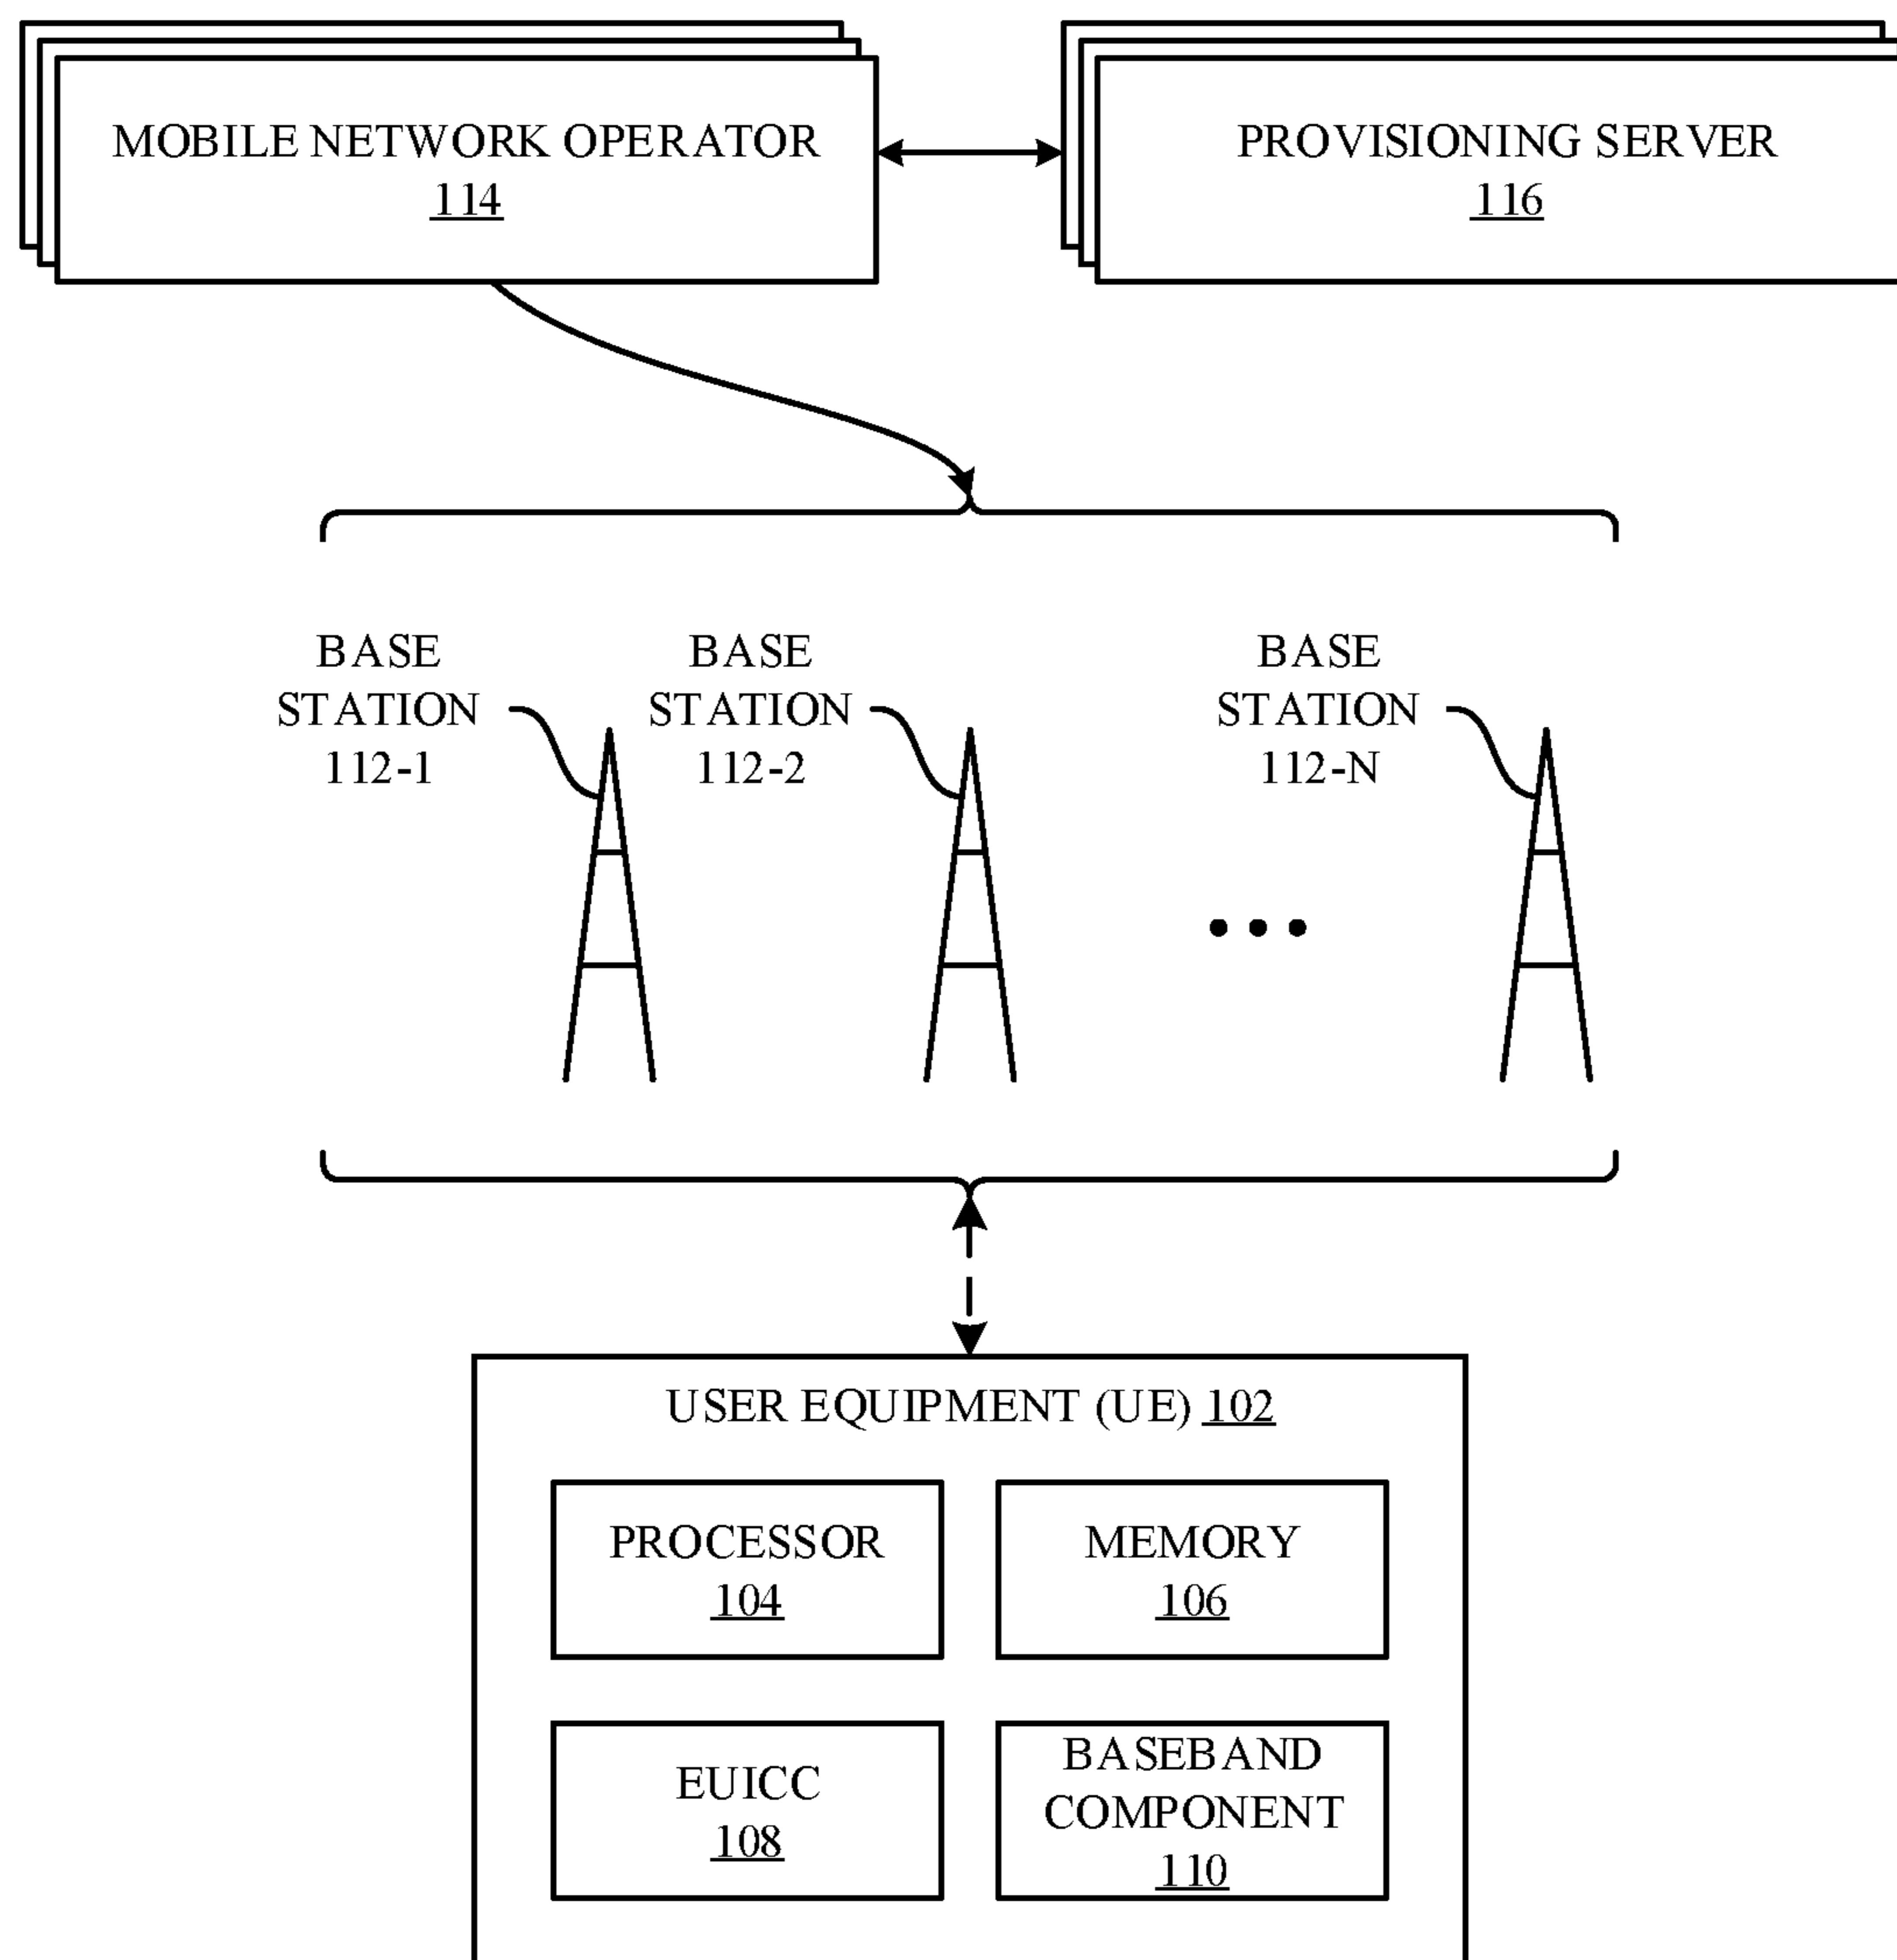 MOBILE NETWORK OPERATOR
114
PROVISIONING SERVER
116
BASE
STATION
112-1
BASE
STATION
112-2
BASE
STATION
112-N
USER EQUIPMENT (UE) 102
PROCESSOR
104
MEMORY
106
EUICC
108
BASEBAND
COMPONENT
110